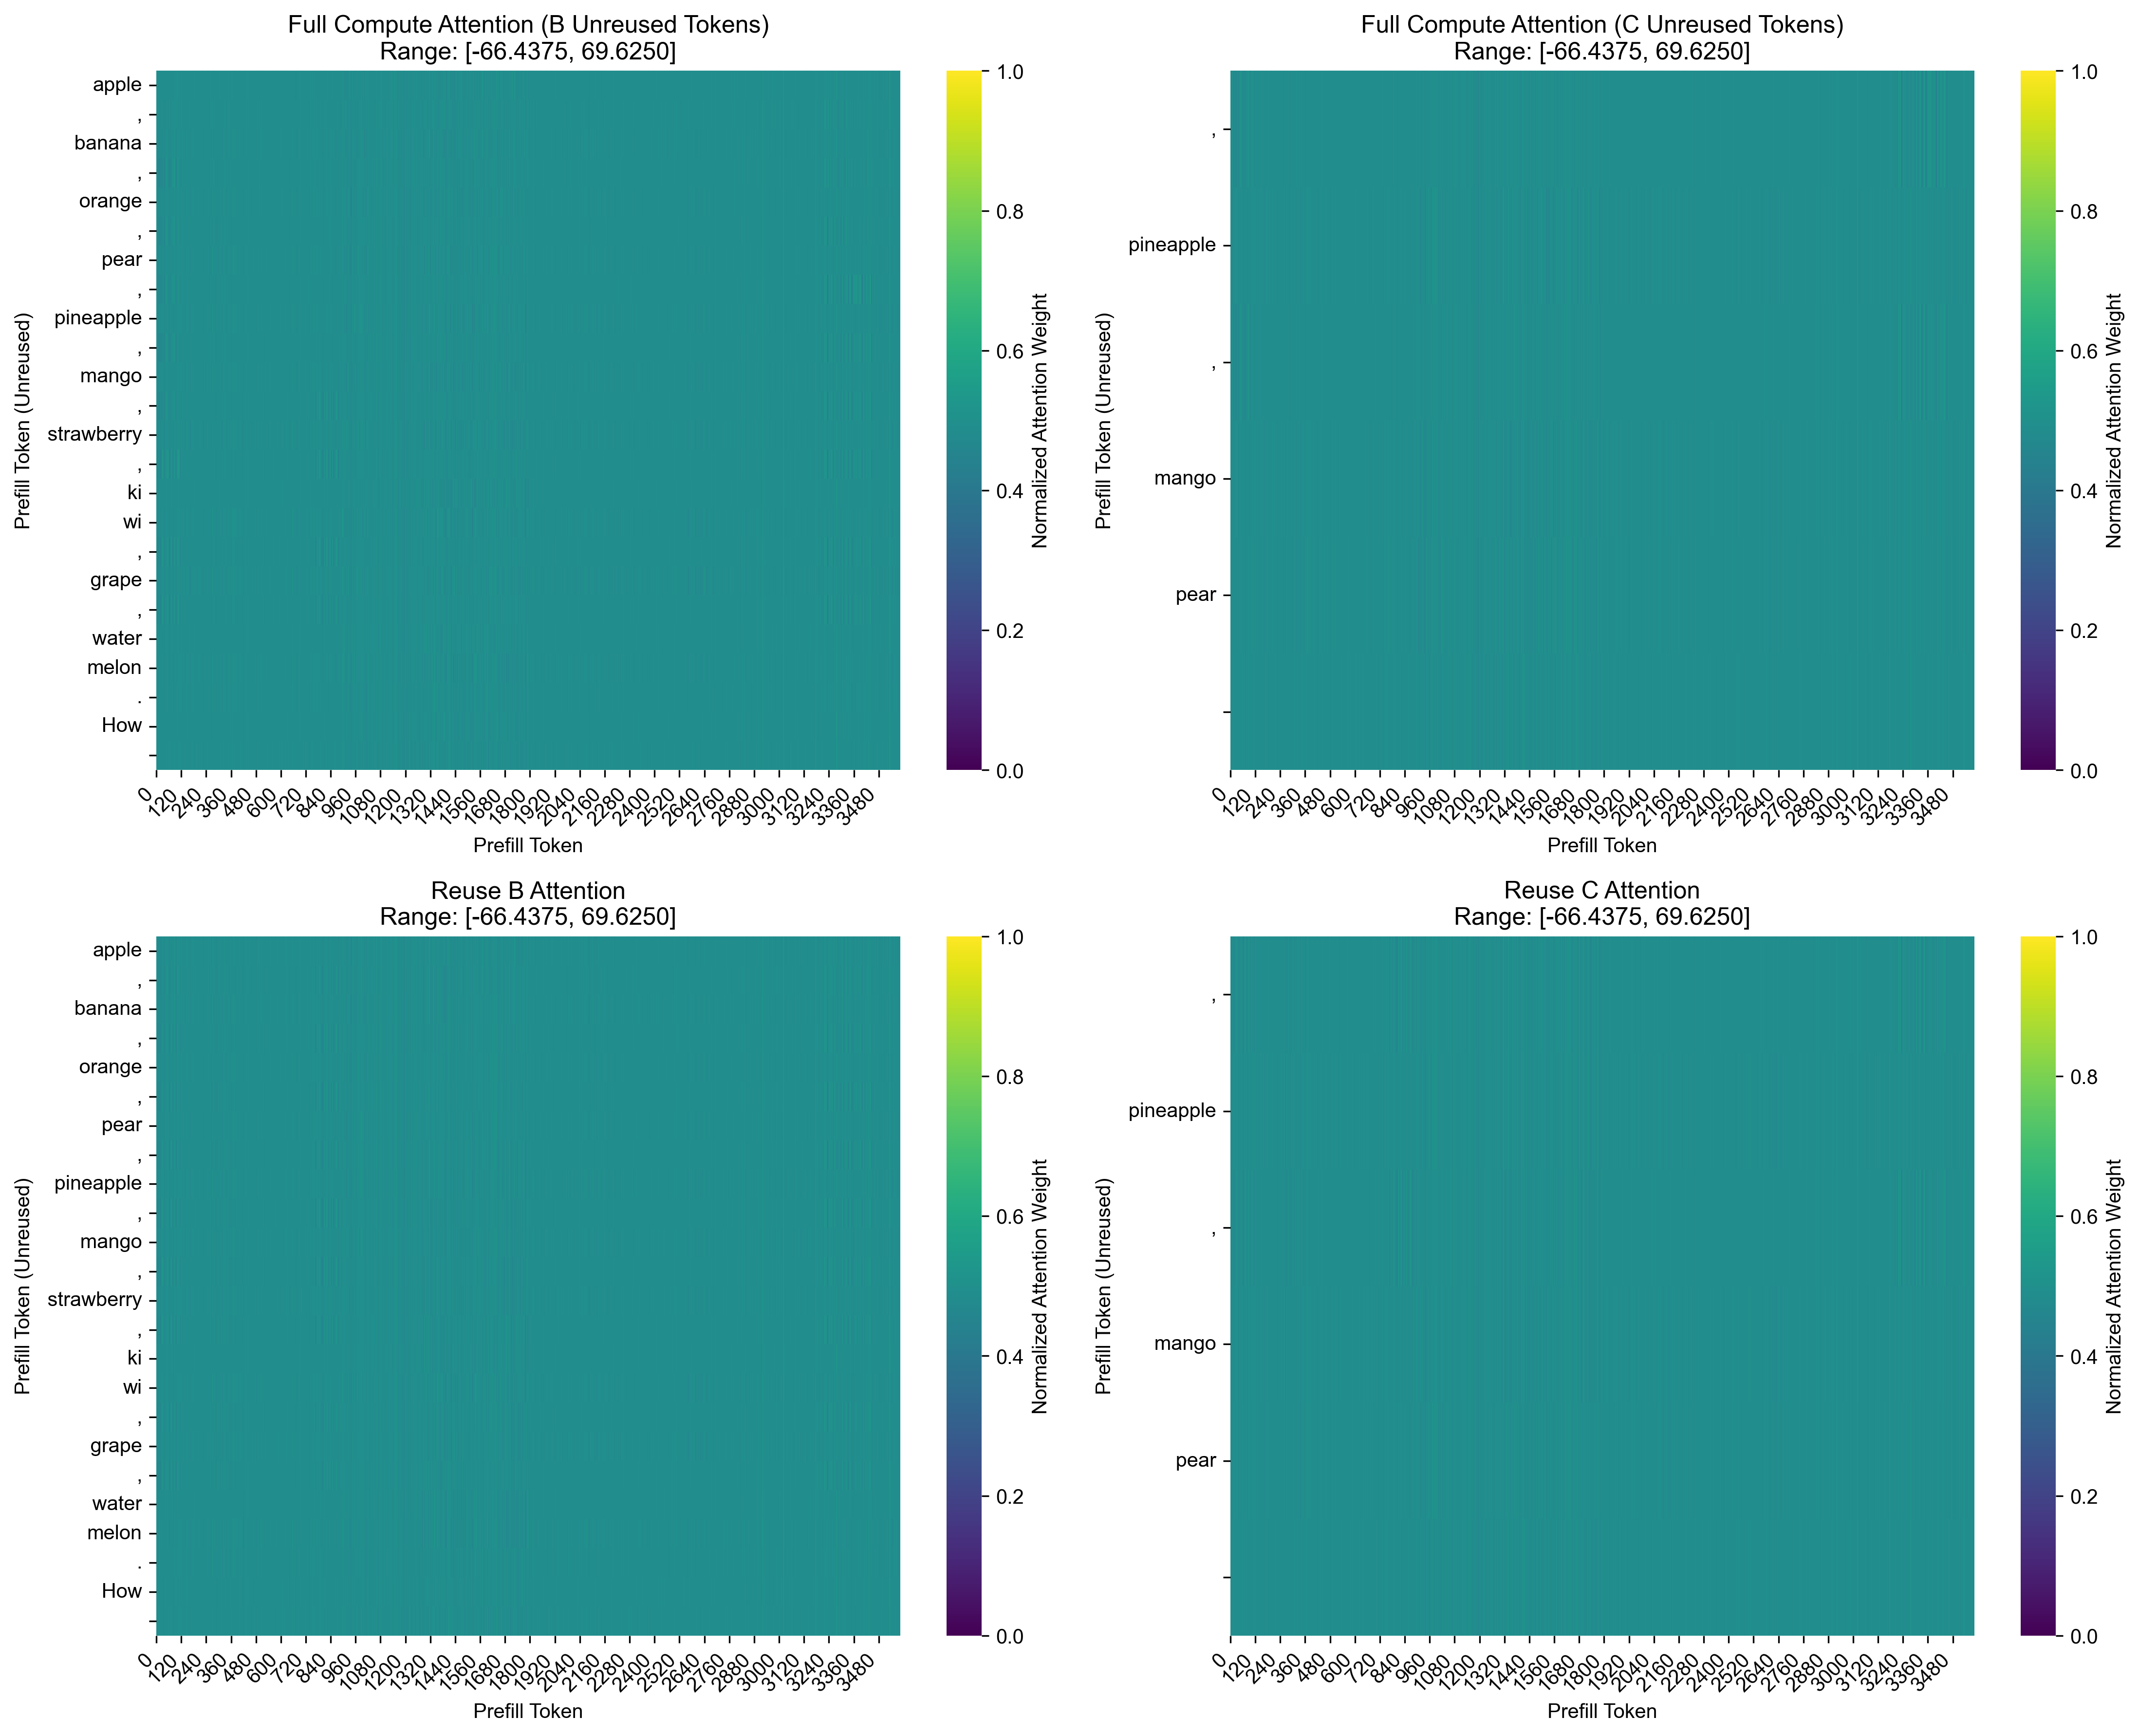 Full Compute Attention (B Unreused Tokens)
Range: [-66.4375, 69.6250]
Prefill Token (Unreused)
apple
,
banana
,
orange
,
pear
,
pineapple
,
mango
,
strawberry
,
ki
wi
,
grape
,
water
melon
.
How
0 120 240 360 480 600 720 840 960 1080 1200 1320 1440 1560 1680 1800 1920 2040 2160 2280 2400 2520 2640 2760 2880 3000 3120 3240 3360 3480
Prefill Token
1.0
0.8
0.6
0.4
0.2
0.0
Normalized Attention Weight
Full Compute Attention (C Unreused Tokens)
Range: [-66.4375, 69.6250]
Prefill Token (Unreused)
,
pineapple
,
mango
pear
0 120 240 360 480 600 720 840 960 1080 1200 1320 1440 1560 1680 1800 1920 2040 2160 2280 2400 2520 2640 2760 2880 3000 3120 3240 3360 3480
Prefill Token
1.0
0.8
0.6
0.4
0.2
0.0
Normalized Attention Weight
Reuse B Attention
Range: [-66.4375, 69.6250]
Prefill Token (Unreused)
apple
,
banana
,
orange
,
pear
,
pineapple
,
mango
,
strawberry
,
ki
wi
,
grape
,
water
melon
.
How
0 120 240 360 480 600 720 840 960 1080 1200 1320 1440 1560 1680 1800 1920 2040 2160 2280 2400 2520 2640 2760 2880 3000 3120 3240 3360 3480
Prefill Token
1.0
0.8
0.6
0.4
0.2
0.0
Normalized Attention Weight
Reuse C Attention
Range: [-66.4375, 69.6250]
Prefill Token (Unreused)
,
pineapple
,
mango
pear
0 120 240 360 480 600 720 840 960 1080 1200 1320 1440 1560 1680 1800 1920 2040 2160 2280 2400 2520 2640 2760 2880 3000 3120 3240 3360 3480
Prefill Token
1.0
0.8
0.6
0.4
0.2
0.0
Normalized Attention Weight